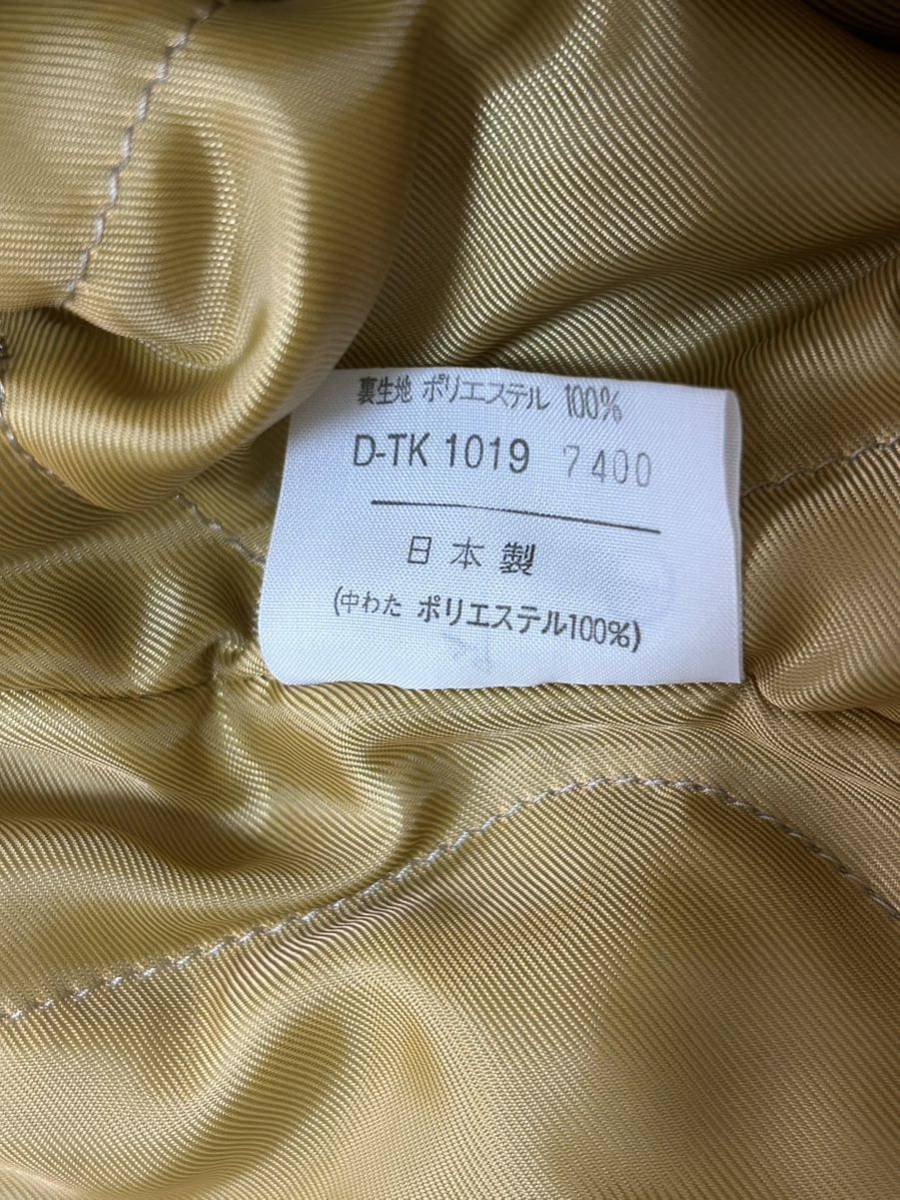 裏生地 ポリエステル 100%
D-TK 1019 7400
日本製
(中わた ポリエステル100%)